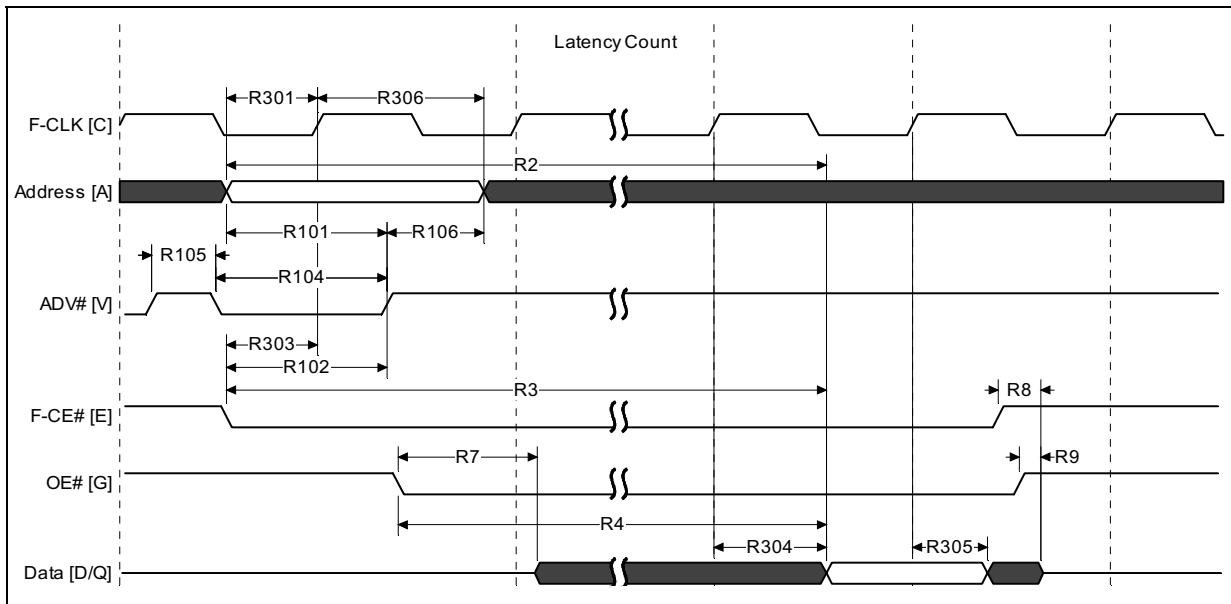 Latency Count
R301 R306
F-CLK [C]
R2
Address [A]
R101 R106
R105
R104
ADV# [V]
R303
R102
R3
R8
F-CE# [E]
R7
R9
OE# [G]
R4
R304 R305
Data [D/Q]